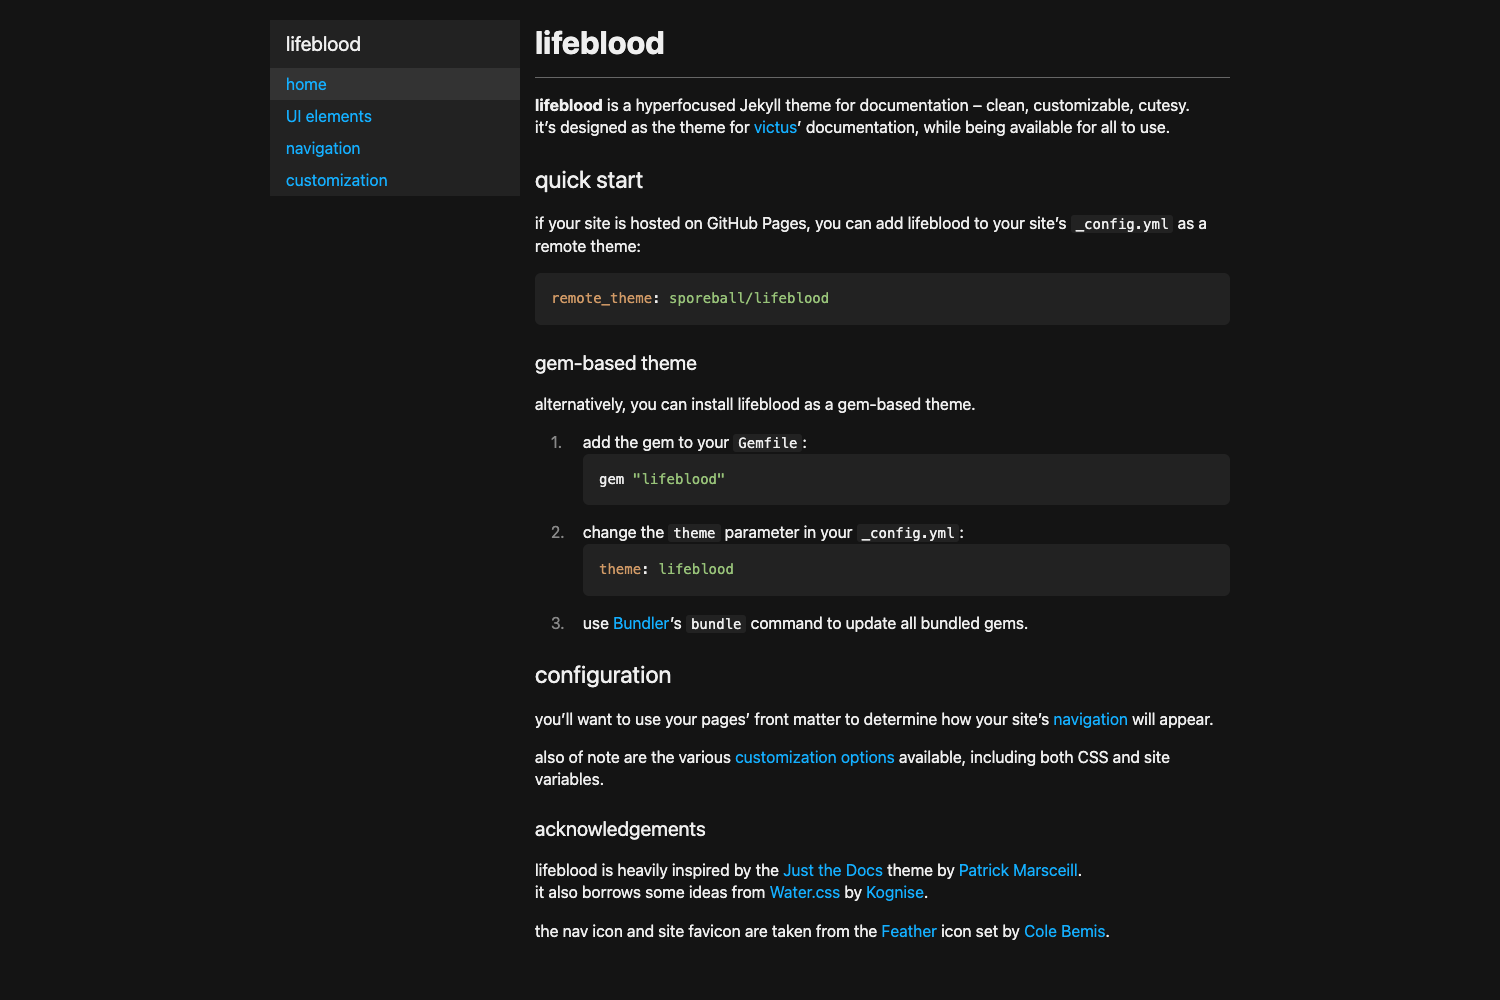 lifeblood
home
UI elements
navigation
customization
lifeblood
lifeblood is a hyperfocused Jekyll theme for documentation – clean, customizable, cutesy.
it’s designed as the theme for victus’ documentation, while being available for all to use.
quick start
if your site is hosted on GitHub Pages, you can add lifeblood to your site’s _config.yml as a
remote theme:
remote_theme: sporeball/lifeblood
gem-based theme
alternatively, you can install lifeblood as a gem-based theme.
1. add the gem to your Gemfile:
gem "lifeblood"
2. change the theme parameter in your _config.yml:
theme: lifeblood
3. use Bundler’s bundle command to update all bundled gems.
configuration
you’ll want to use your pages’ front matter to determine how your site’s navigation will appear.
also of note are the various customization options available, including both CSS and site
variables.
acknowledgements
lifeblood is heavily inspired by the Just the Docs theme by Patrick Marsceill.
it also borrows some ideas from Water.css by Kognise.
the nav icon and site favicon are taken from the Feather icon set by Cole Bemis.